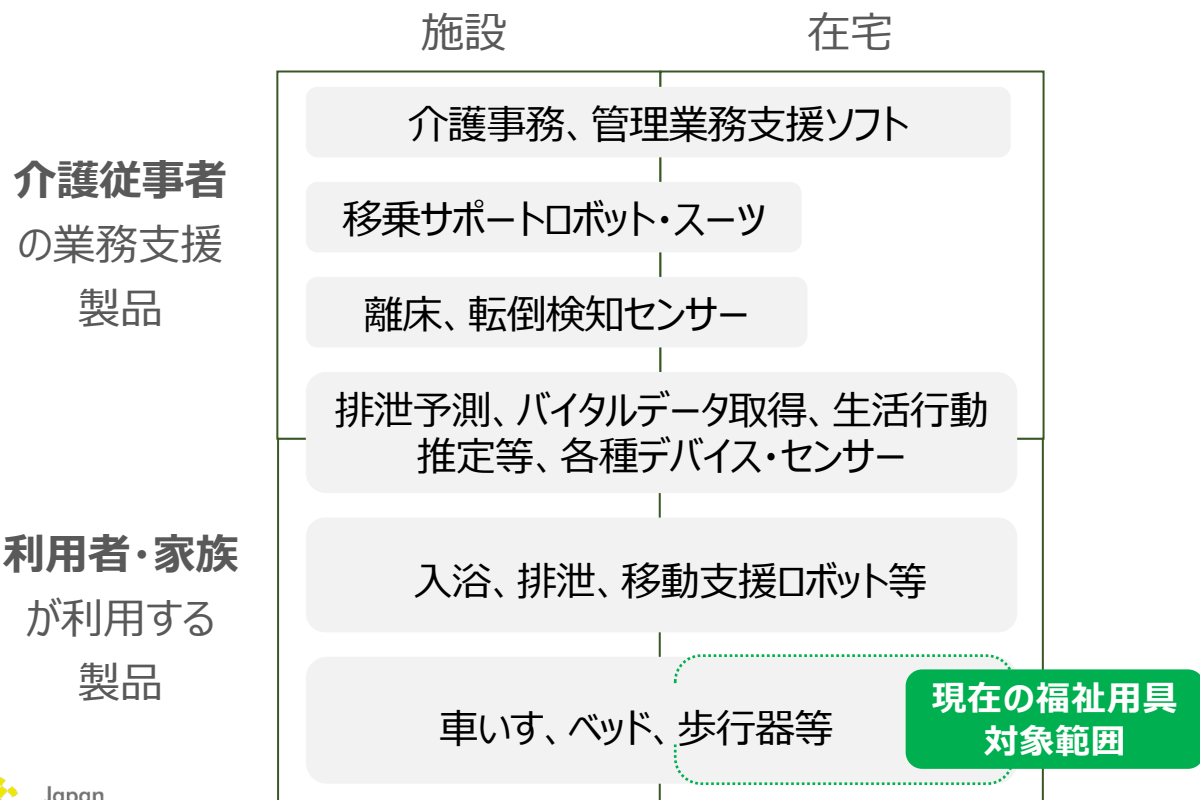 施設
在宅
介護従事者
の業務支援
製品
介護事務、管理業務支援ソフト
移乗サポートロボット・スーツ
離床、転倒検知センサー
排泄予測、バイタルデータ取得、生活行動
推定等、各種デバイス・センサー
利用者・家族
が利用する
製品
入浴、排泄、移動支援ロボット等
車いす、ベッド、歩行器等
現在の福祉用具
対象範囲
Japan